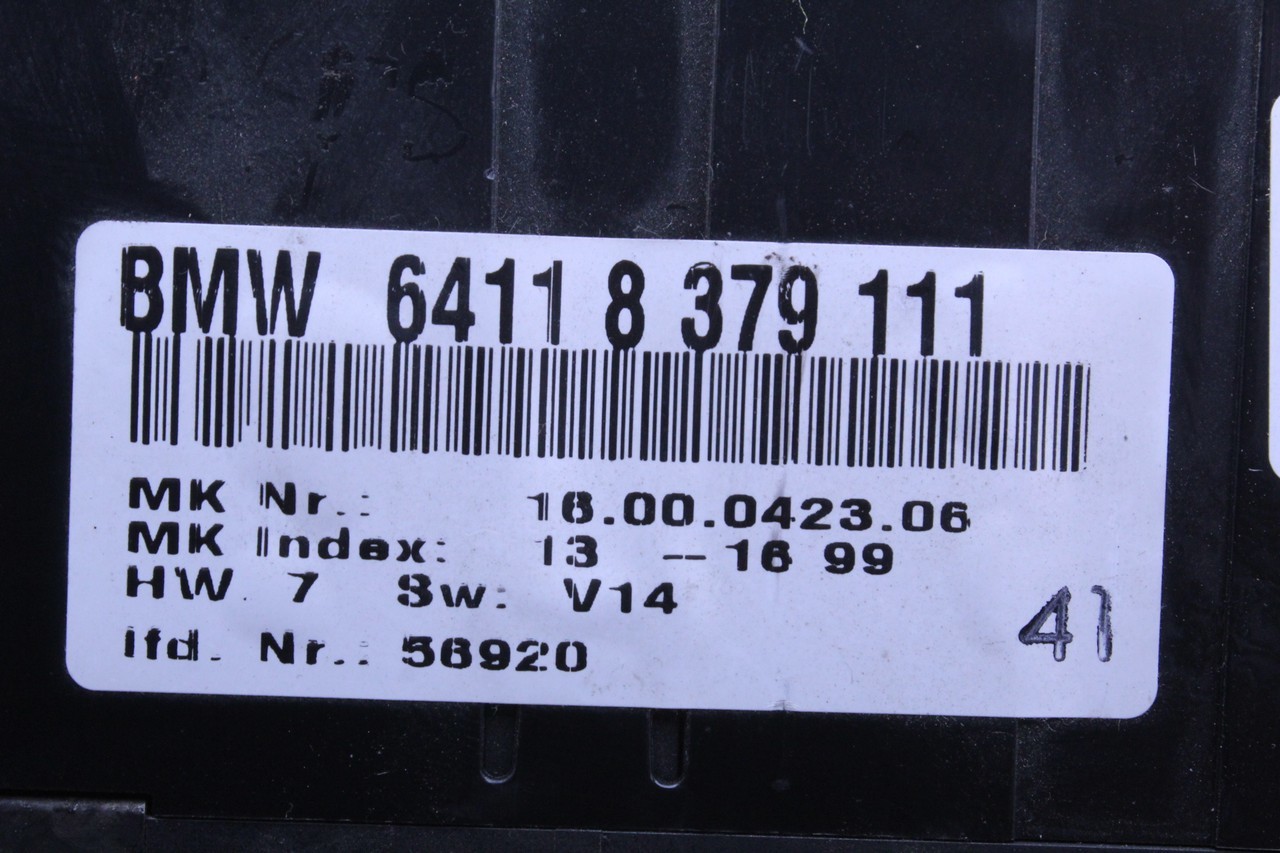 BMW 6411 8 379 111
MK Nr.: 16.00.0423.06
MK Index: 13 --16 99
HW. 7 Sw: V14
lfd. Nr.: 56920
41